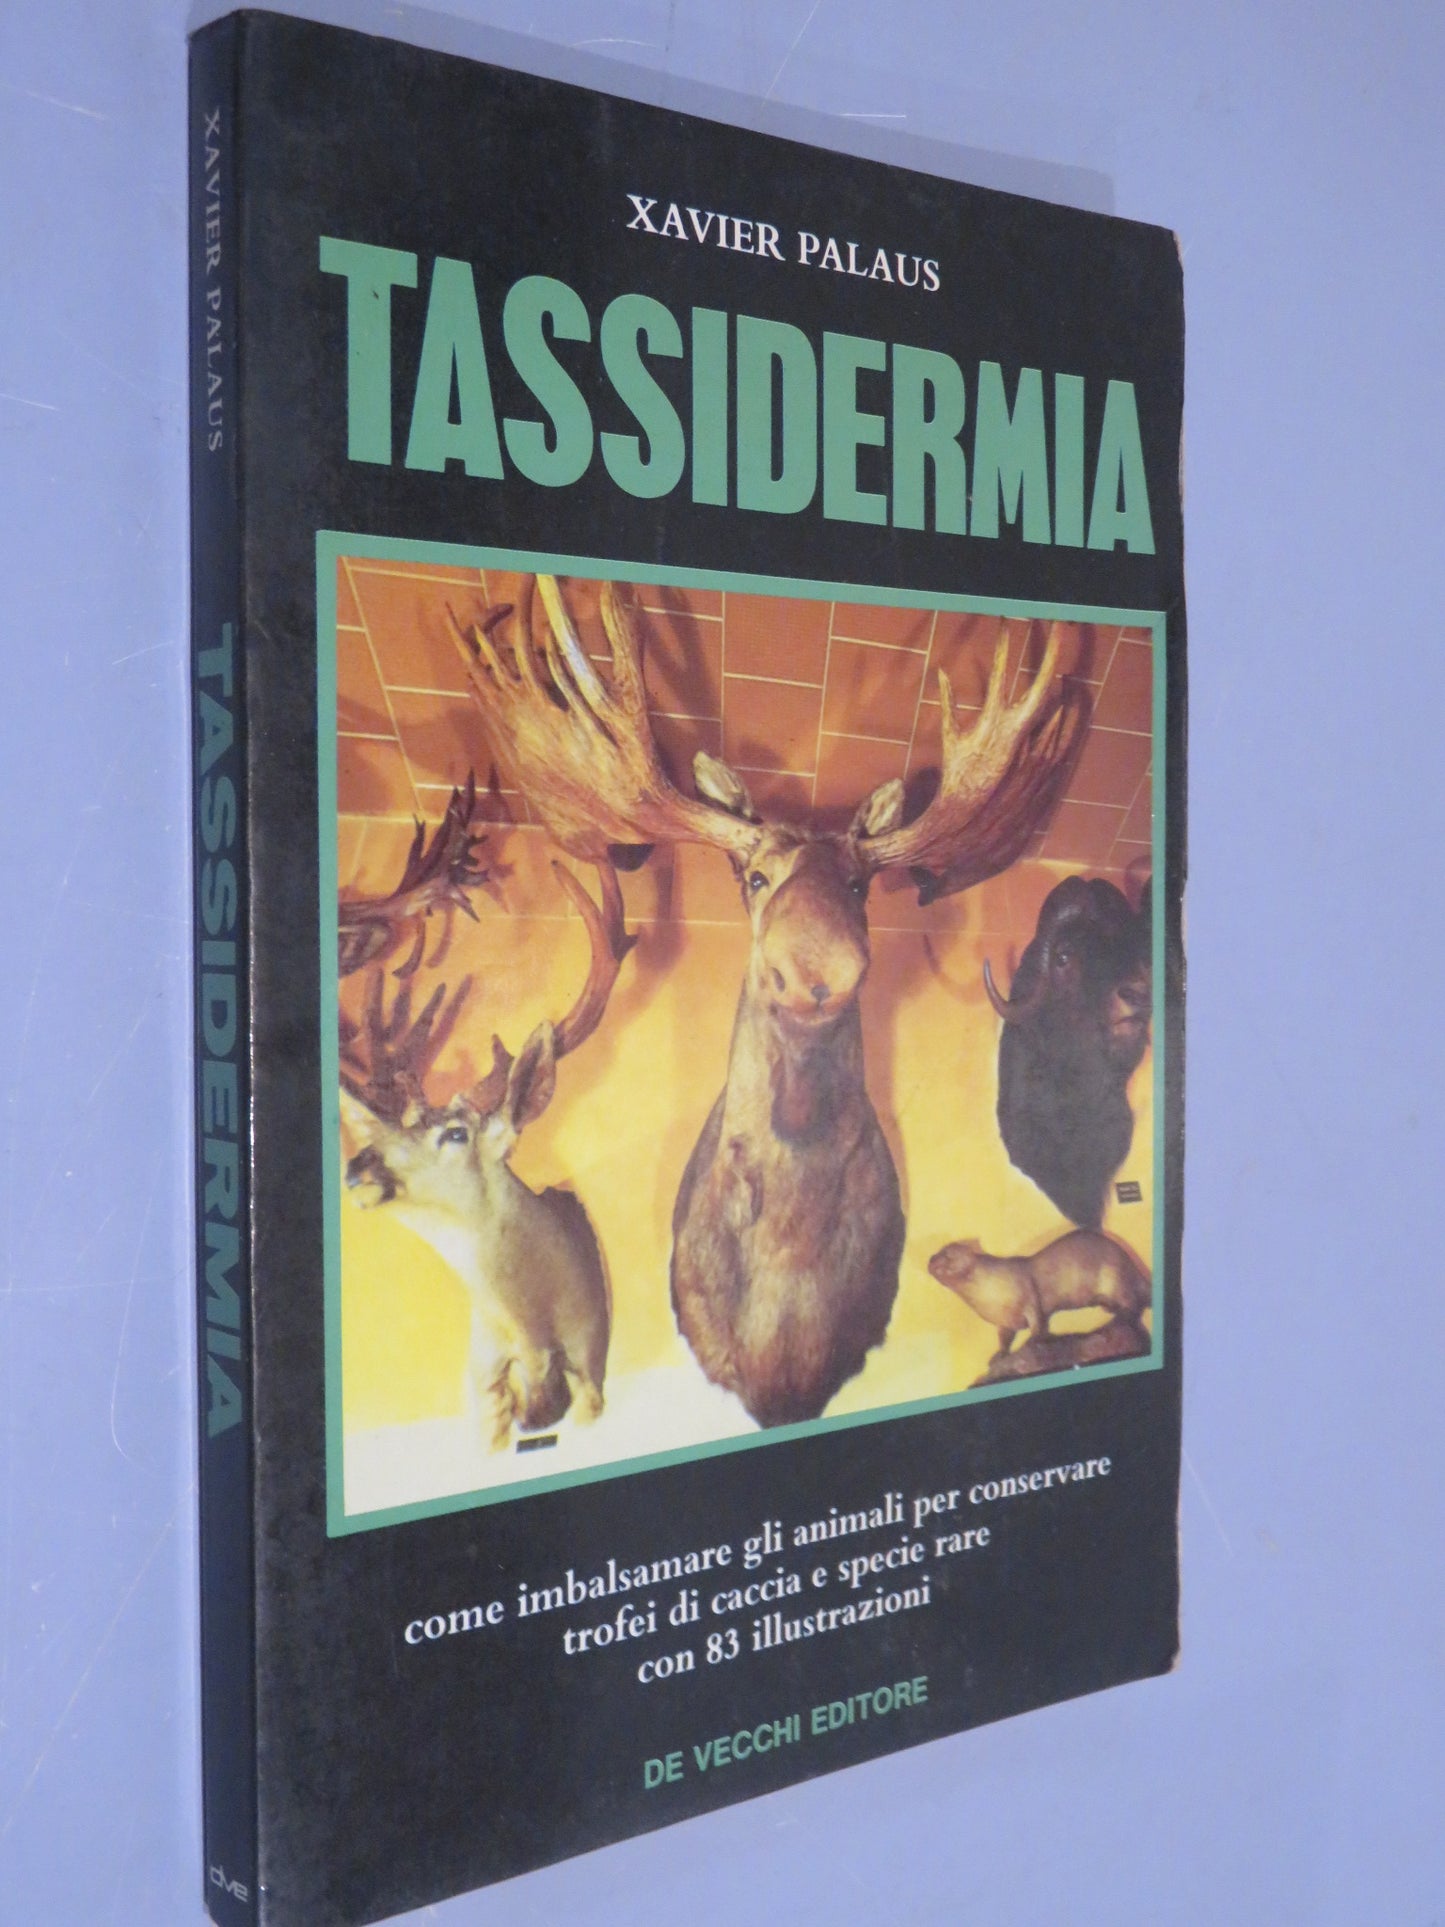 XAVIER PALAUS
TASSIDERMIA
come imbalsamare gli animali per conservare
trofei di caccia e specie rare
con 83 illustrazioni
DE VECCHI EDITORE
XAVIER PALAUS
TASSIDERMIA
dve